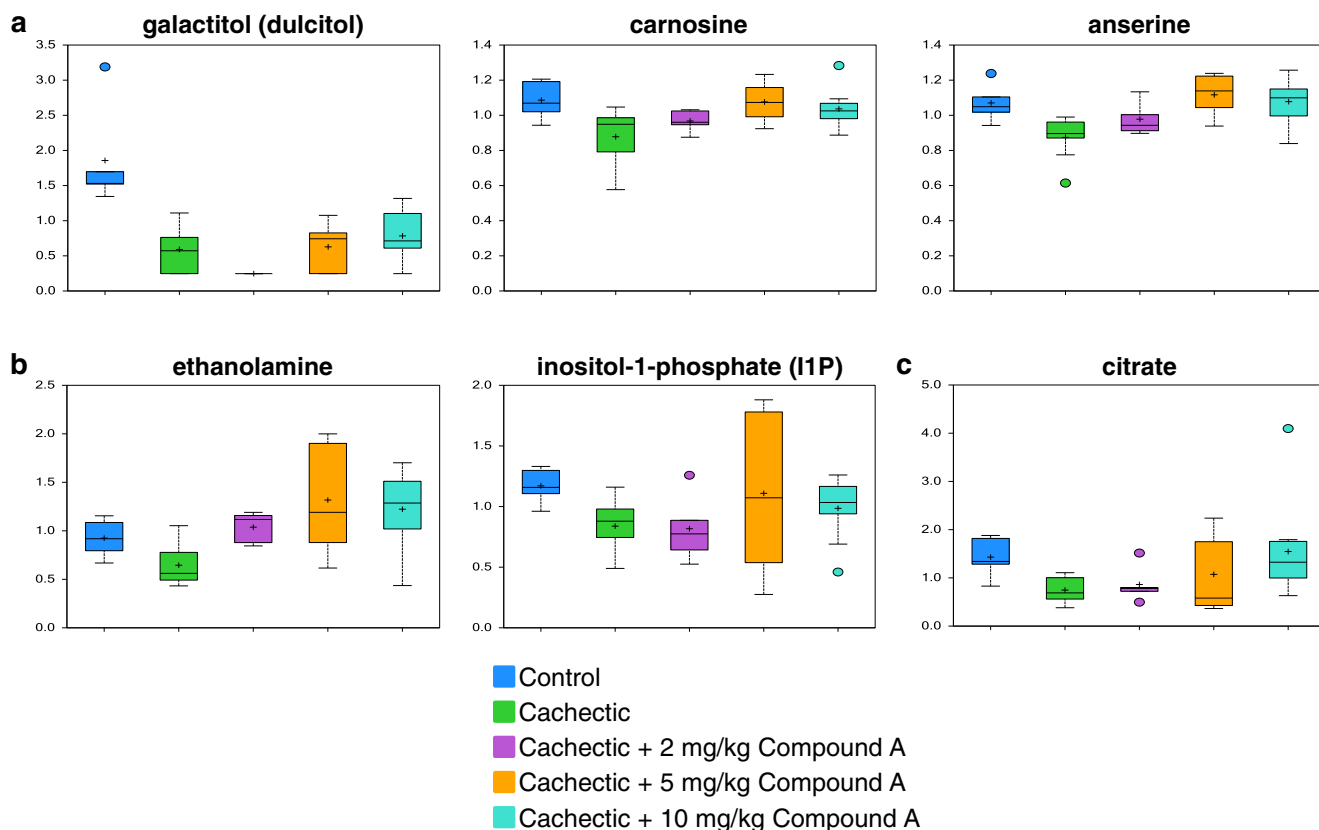 a
galactitol (dulcitol)
3.5
3.0
2.5
2.0
1.5
1.0
0.5
0.0
carnosine
1.4
1.2
1.0
0.8
0.6
0.4
0.2
0.0
anserine
1.4
1.2
1.0
0.8
0.6
0.4
0.2
0.0
b
ethanolamine
2.5
2.0
1.5
1.0
0.5
0.0
inositol-1-phosphate (I1P)
2.0
1.5
1.0
0.5
0.0
c
citrate
5.0
4.0
3.0
2.0
1.0
0.0
Control
Cachectic
Cachectic + 2 mg/kg Compound A
Cachectic + 5 mg/kg Compound A
Cachectic + 10 mg/kg Compound A